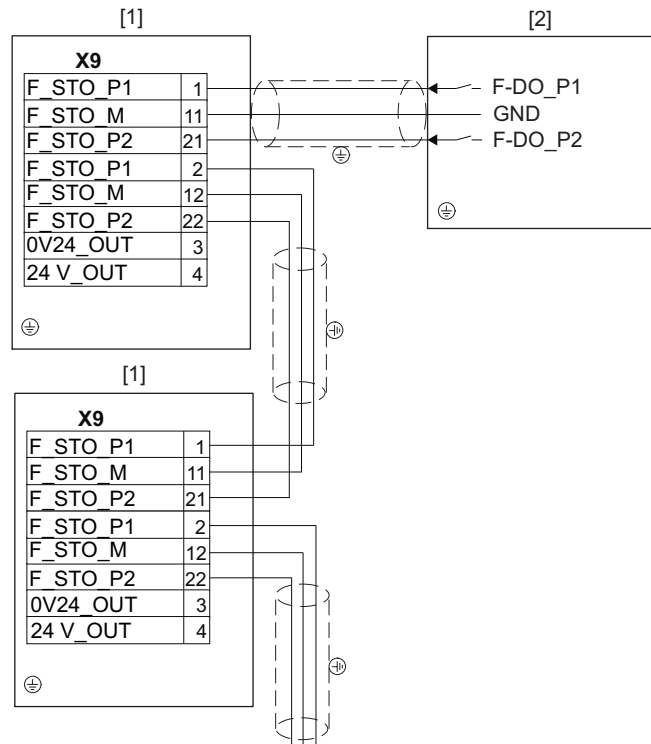 [1]
[2]
X9
F_STO_P1 1
F_STO_M 11
F_STO_P2 21
F_STO_P1 2
F_STO_M 12
F_STO_P2 22
0V24_OUT 3
24 V_OUT 4
F-DO_P1
GND
F-DO_P2
[1]
X9
F_STO_P1 1
F_STO_M 11
F_STO_P2 21
F_STO_P1 2
F_STO_M 12
F_STO_P2 22
0V24_OUT 3
24 V_OUT 4